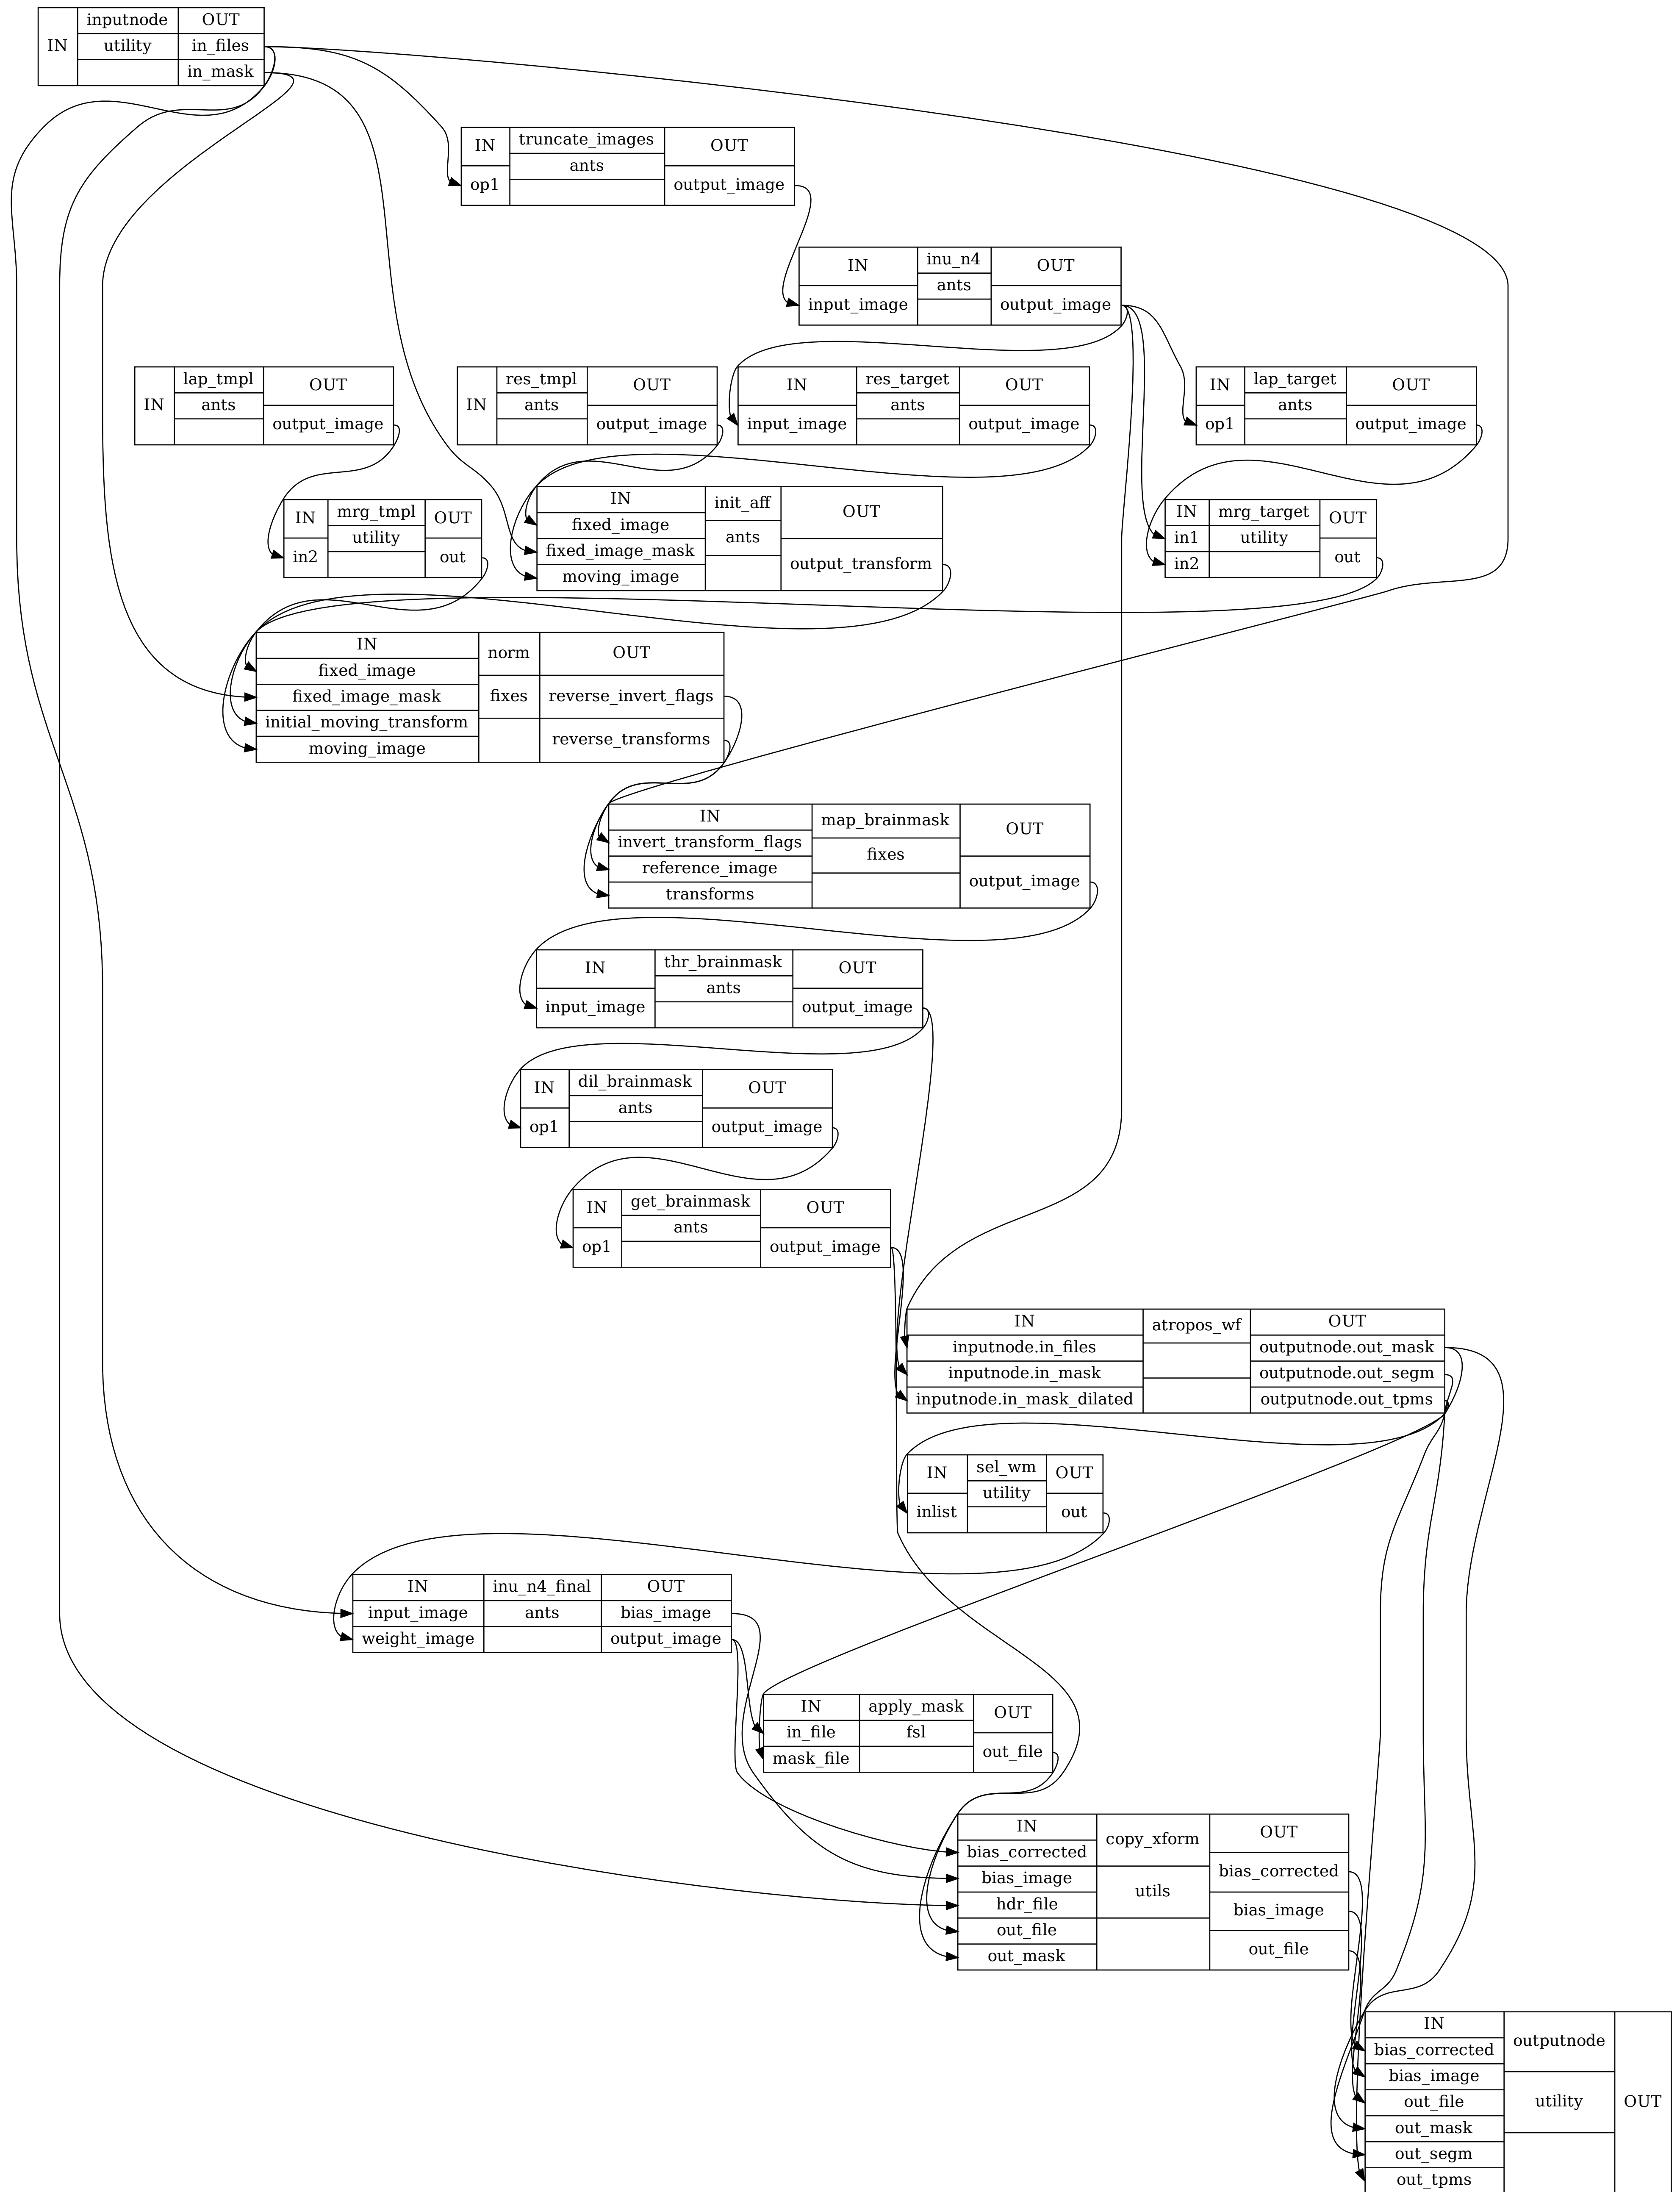 inputnode OUT
IN utility in_files
in_mask
truncate_images
IN OUT
ants
op1 output_image
inu_n4
IN OUT
ants
input_image output_image
lap_tmpl
OUT
IN ants
output_image
res_tmpl
OUT
IN ants
output_image
res_target
IN OUT
ants
input_image output_image
lap_target
IN OUT
ants
op1 output_image
mrg_tmpl
IN OUT
utility
in2 out
IN
init_aff
OUT
fixed_image
ants
fixed_image_mask
output_transform
moving_image
IN mrg_target
OUT
in1 utility
out
in2
IN
norm OUT
fixed_image
fixed_image_mask fixes reverse_invert_flags
initial_moving_transform
reverse_transforms
moving_image
IN
map_brainmask
OUT
invert_transform_flags
fixes
reference_image
output_image
transforms
thr_brainmask
IN OUT
ants
input_image output_image
dil_brainmask
IN OUT
ants
op1 output_image
get_brainmask
IN OUT
ants
op1 output_image
IN atropos_wf OUT
inputnode.in_files outputnode.out_mask
inputnode.in_mask outputnode.out_segm
inputnode.in_mask_dilated outputnode.out_tpms
sel_wm
IN OUT
utility
inlist out
IN inu_n4_final OUT
input_image ants bias_image
weight_image output_image
IN apply_mask
OUT
in_file fsl
out_file
mask_file
IN
OUT
copy_xform
bias_corrected
bias_corrected
bias_image
utils
hdr_file
bias_image
out_file
out_file
out_mask
IN
outputnode
bias_corrected
bias_image
out_file utility OUT
out_mask
out_segm
out_tpms